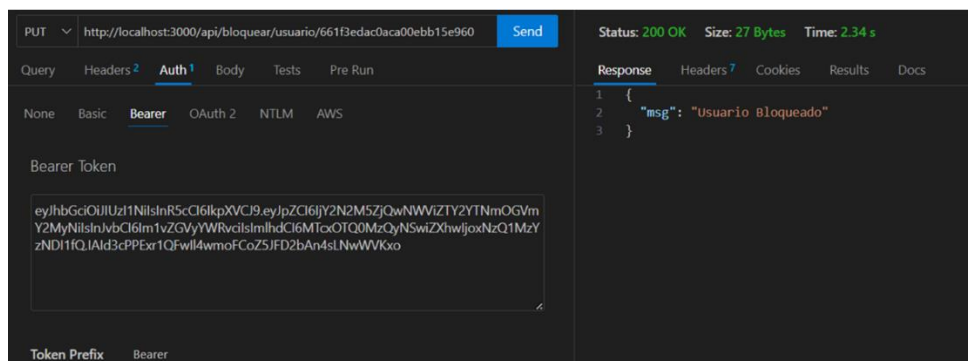 PUT http://localhost:3000/api/bloquear/usuario/661f3edac0aca00ebb15e960 Send
Status: 200 OK Size: 27 Bytes Time: 2.34 s
Query Headers 2 Auth 1 Body Tests Pre Run
Response Headers 7 Cookies Results Docs
None Basic Bearer OAuth 2 NTLM AWS
1 {
2 "msg": "Usuario Bloqueado"
3 }
Bearer Token
eyJhbGciOiJIUzI1NiIsInR5cCI6IkpXVCJ9.eyJpZCI6IjY2N2M5ZjQwNWViZTY2YTNmOGVm
Y2MyNiIsInJvbCI6Im1vZGVyYWRvciIsImlhdCI6MTcxOTQ0MzQyNSwiZXhwIjoxNzQ1MzY
zNDI1fQ.IAId3cPPExr1QFwIl4wmoFCoZ5JFD2bAn4sLNwWVKxo
Token Prefix Bearer